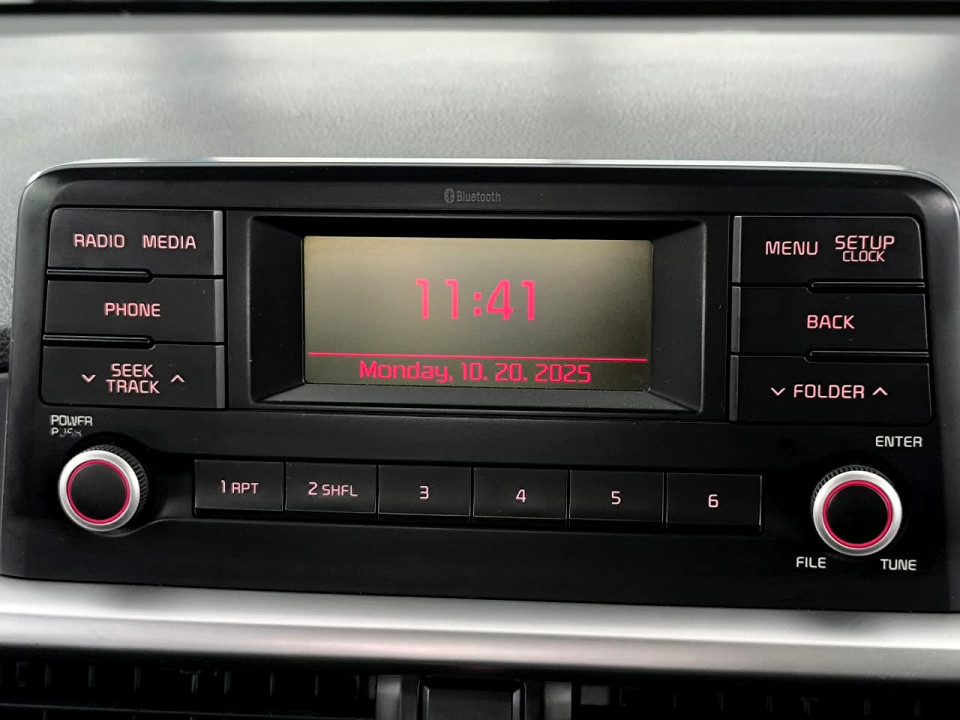 Bluetooth
RADIO MEDIA
MENU SETUP
CLOCK
PHONE
11:41
BACK
Monday, 10. 20. 2025
SEEK
TRACK
FOLDER
POWER
PUSH
ENTER
1 RPT
2 SHFL
3
4
5
6
FILE
TUNE